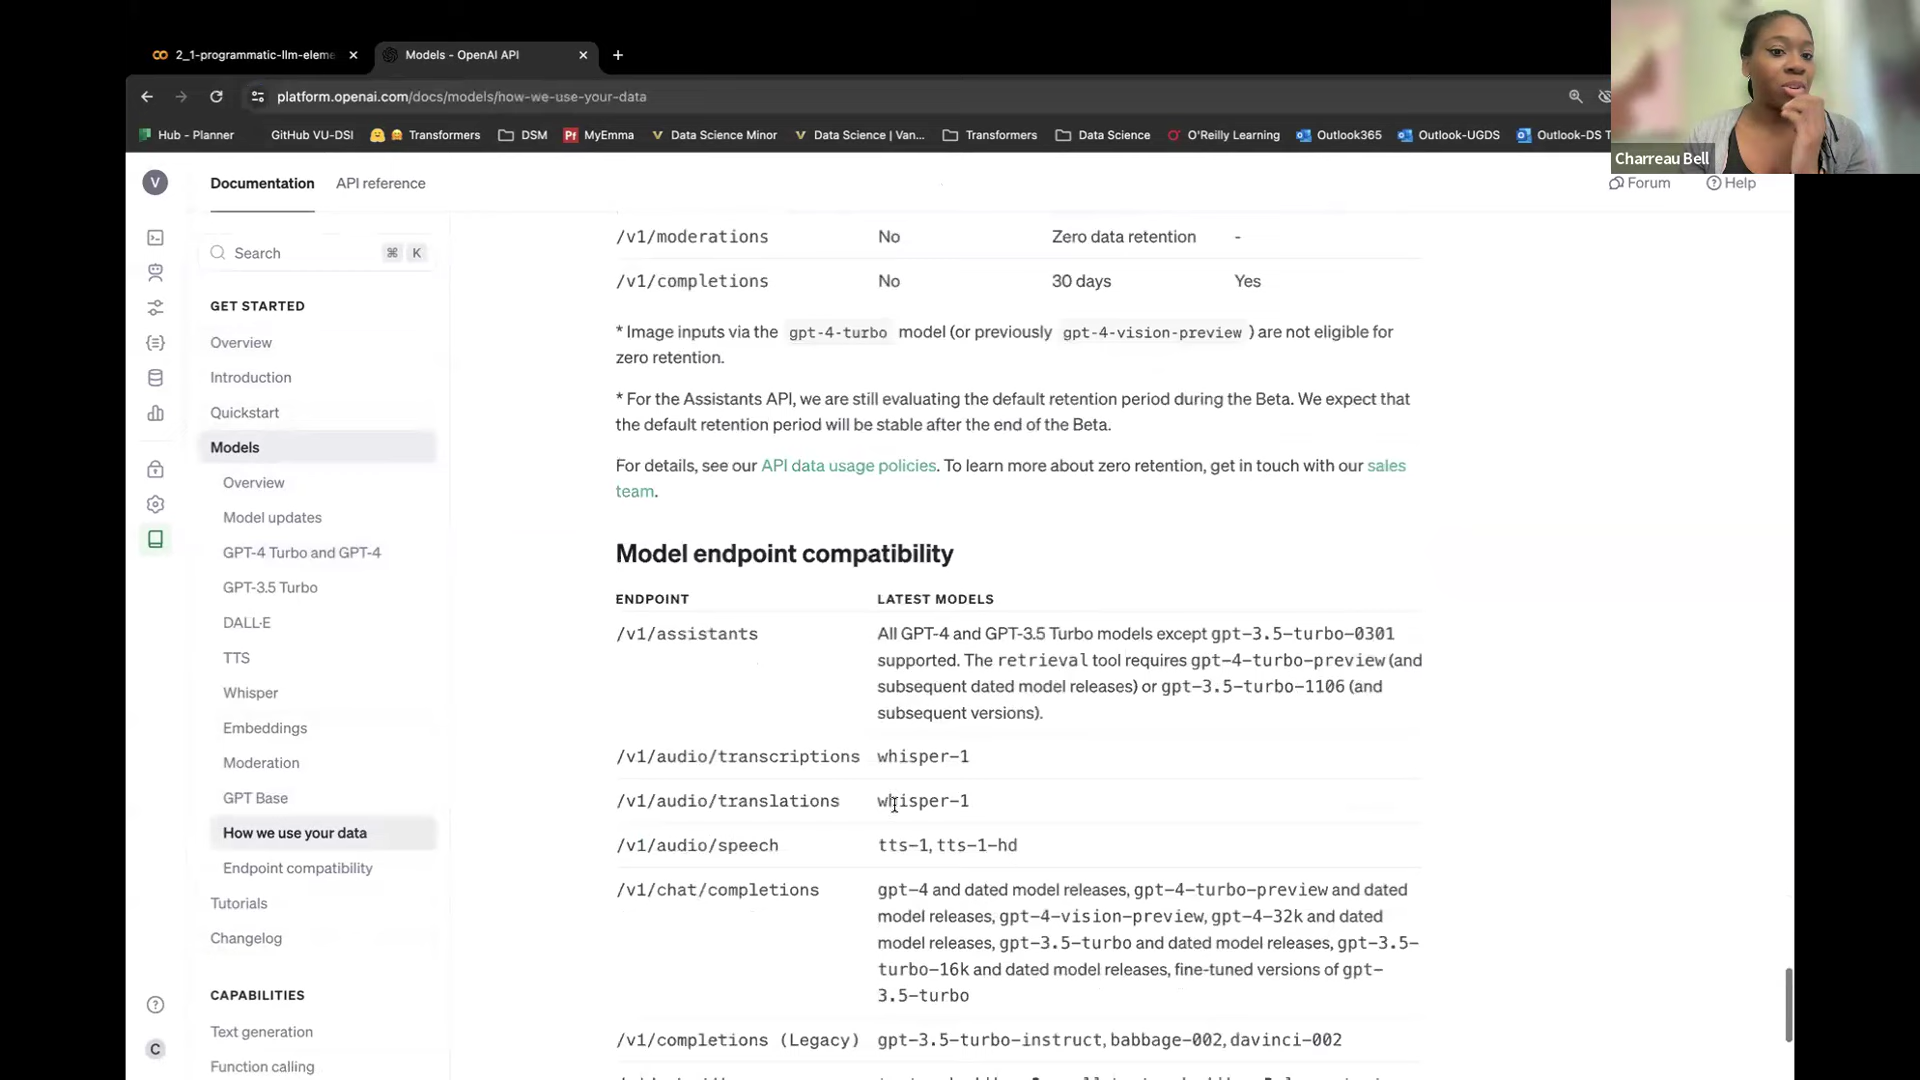 2_1-programmatic-llm-eleme
Models - OpenAI API
platform.openai.com/docs/models/how-we-use-your-data
Hub - Planner
GitHub VU-DSI
Transformers
DSM
MyEmma
Data Science Minor
Data Science | Van...
Transformers
Data Science
O'Reilly Learning
Outlook365
Outlook-UGDS
Outlook-DS T
Charreau Bell
V
Documentation
API reference
Forum
Help
Search
⌘ K
GET STARTED
Overview
Introduction
Quickstart
Models
Overview
Model updates
GPT-4 Turbo and GPT-4
GPT-3.5 Turbo
DALL·E
TTS
Whisper
Embeddings
Moderation
GPT Base
How we use your data
Endpoint compatibility
Tutorials
Changelog
CAPABILITIES
Text generation
Function calling
C
/v1/moderations No Zero data retention -
/v1/completions No 30 days Yes
* Image inputs via the gpt-4-turbo model (or previously gpt-4-vision-preview ) are not eligible for
zero retention.
* For the Assistants API, we are still evaluating the default retention period during the Beta. We expect that
the default retention period will be stable after the end of the Beta.
For details, see our API data usage policies. To learn more about zero retention, get in touch with our sales
team.
Model endpoint compatibility
ENDPOINT LATEST MODELS
/v1/assistants All GPT-4 and GPT-3.5 Turbo models except gpt-3.5-turbo-0301
supported. The retrieval tool requires gpt-4-turbo-preview (and
subsequent dated model releases) or gpt-3.5-turbo-1106 (and
subsequent versions).
/v1/audio/transcriptions whisper-1
/v1/audio/translations whisper-1
/v1/audio/speech tts-1, tts-1-hd
/v1/chat/completions gpt-4 and dated model releases, gpt-4-turbo-preview and dated
model releases, gpt-4-vision-preview, gpt-4-32k and dated
model releases, gpt-3.5-turbo and dated model releases, gpt-3.5-
turbo-16k and dated model releases, fine-tuned versions of gpt-
3.5-turbo
/v1/completions (Legacy) gpt-3.5-turbo-instruct, babbage-002, davinci-002